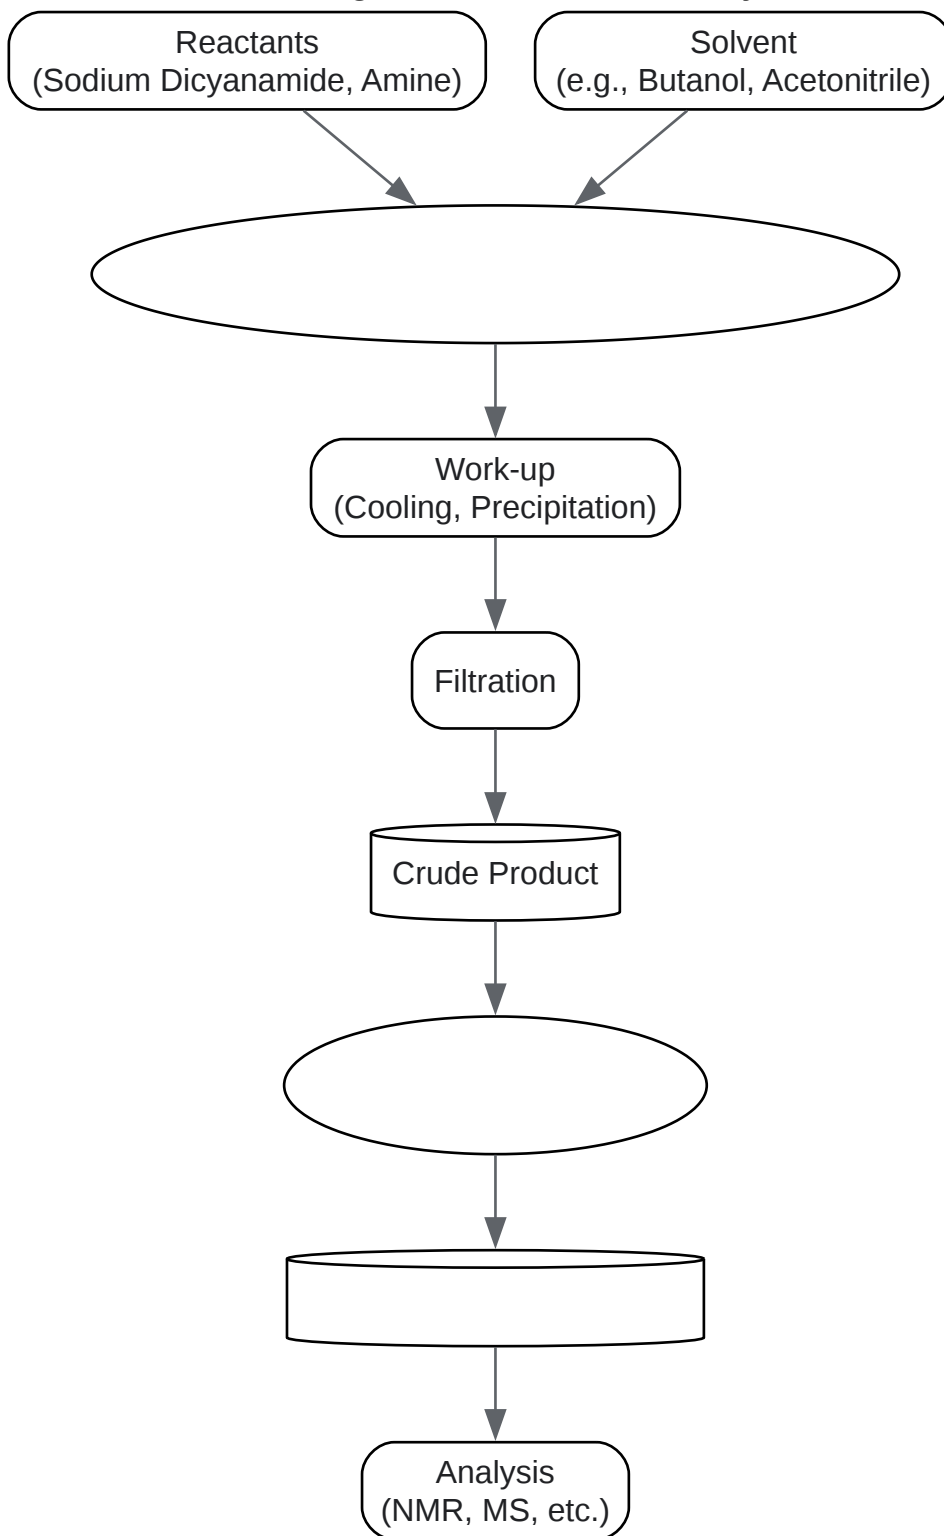 Reactants
(Sodium Dicyanamide, Amine)
Solvent
(e.g., Butanol, Acetonitrile)
Work-up
(Cooling, Precipitation)
Filtration
Crude Product
Analysis
(NMR, MS, etc.)